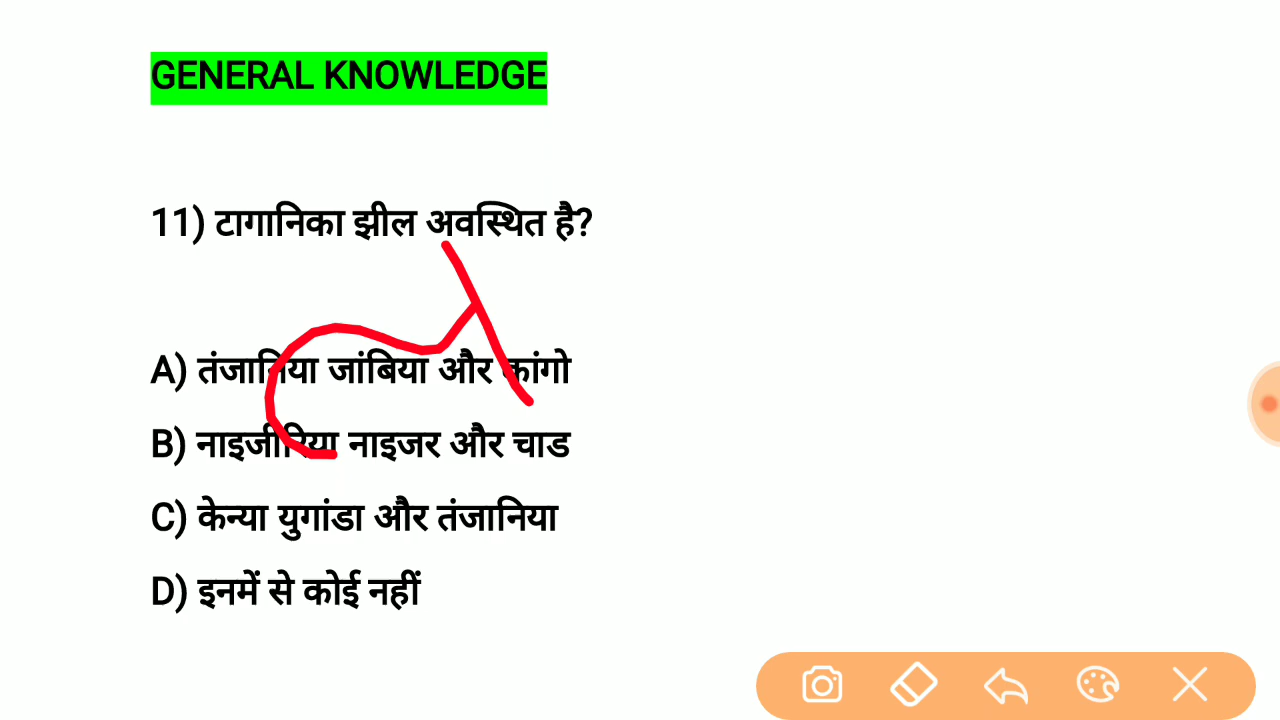 GENERAL KNOWLEDGE
11) टागानिका झील अवस्थित है?
A) तंजानिया जांबिया और कांगो
B) नाइजीरिया नाइजर और चाड
C) केन्या युगांडा और तंजानिया
D) इनमें से कोई नहीं